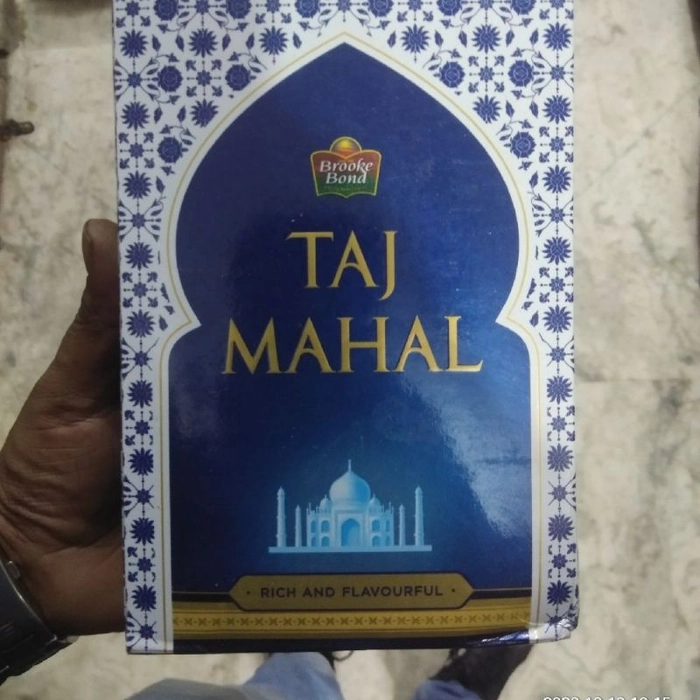 Brooke
Bond
TAJ
MAHAL
· RICH AND FLAVOURFUL ·